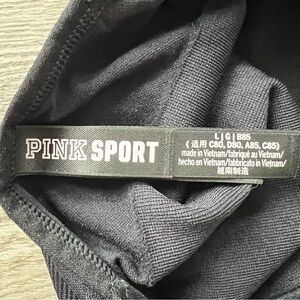 PINK SPORT
L | G | B85
(适用 C80, D80, A85, C85)
made in Vietnam/fabriqué au Vietnam/
hecho en Vietnam/fabbricato in Vietnam/
越南制造